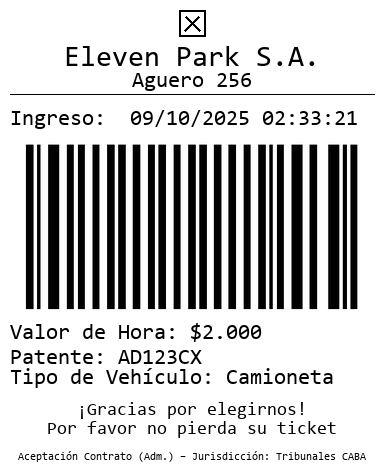 Eleven Park S.A.
Aguero 256
Ingreso: 09/10/2025 02:33:21
Valor de Hora: $2.000
Patente: AD123CX
Tipo de Vehículo: Camioneta
¡Gracias por elegirnos!
Por favor no pierda su ticket
Aceptación Contrato (Adm.) – Jurisdicción: Tribunales CABA